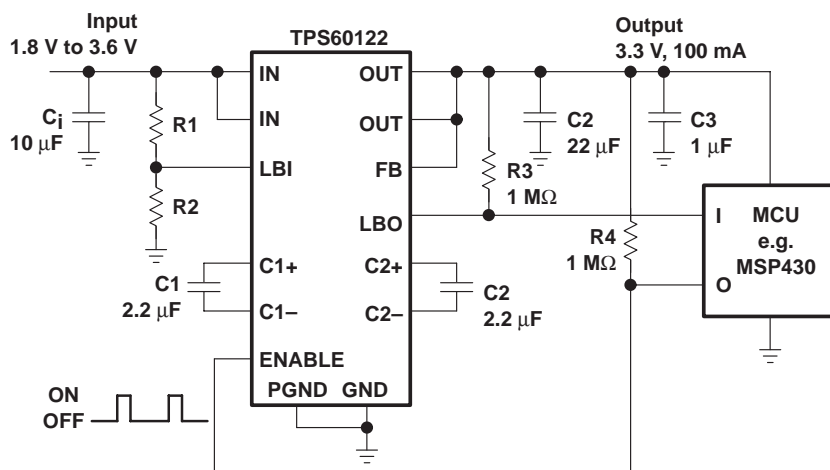 Input
1.8 V to 3.6 V
TPS60122
Output
3.3 V, 100 mA
IN
OUT
Ci
10 μF
R1
IN
OUT
C2
22 μF
C3
1 μF
LBI
FB
R3
1 MΩ
R2
LBO
I
MCU
e.g.
MSP430
R4
1 MΩ
O
C1
2.2 μF
C1+
C2+
C1–
C2–
C2
2.2 μF
ENABLE
PGND
GND
ON
OFF